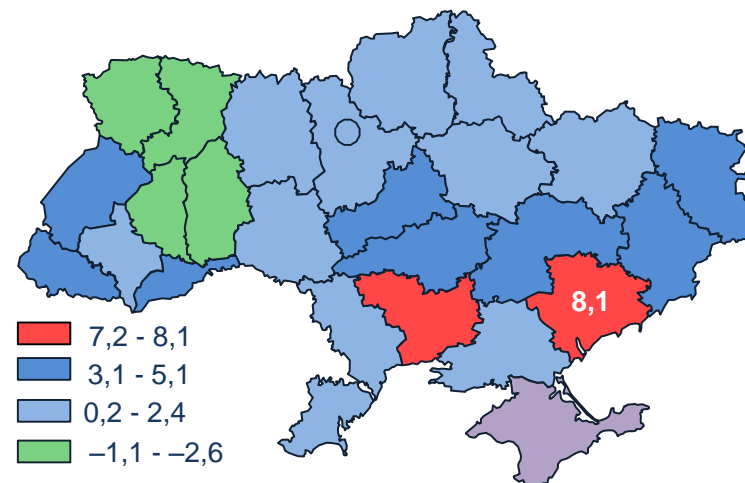 8,1
7,2 - 8,1
3,1 - 5,1
0,2 - 2,4
–1,1 - –2,6